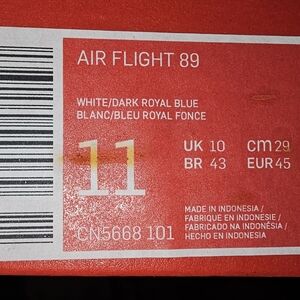 AIR FLIGHT 89
WHITE/DARK ROYAL BLUE
BLANC/BLEU ROYAL FONCE
11
UK 10 CM 29
BR 43 EUR 45
CN5668 101
MADE IN INDONESIA /
FABRIQUE EN INDONESIE /
FABRICADO NA INDONÉSIA /
HECHO EN INDONESIA